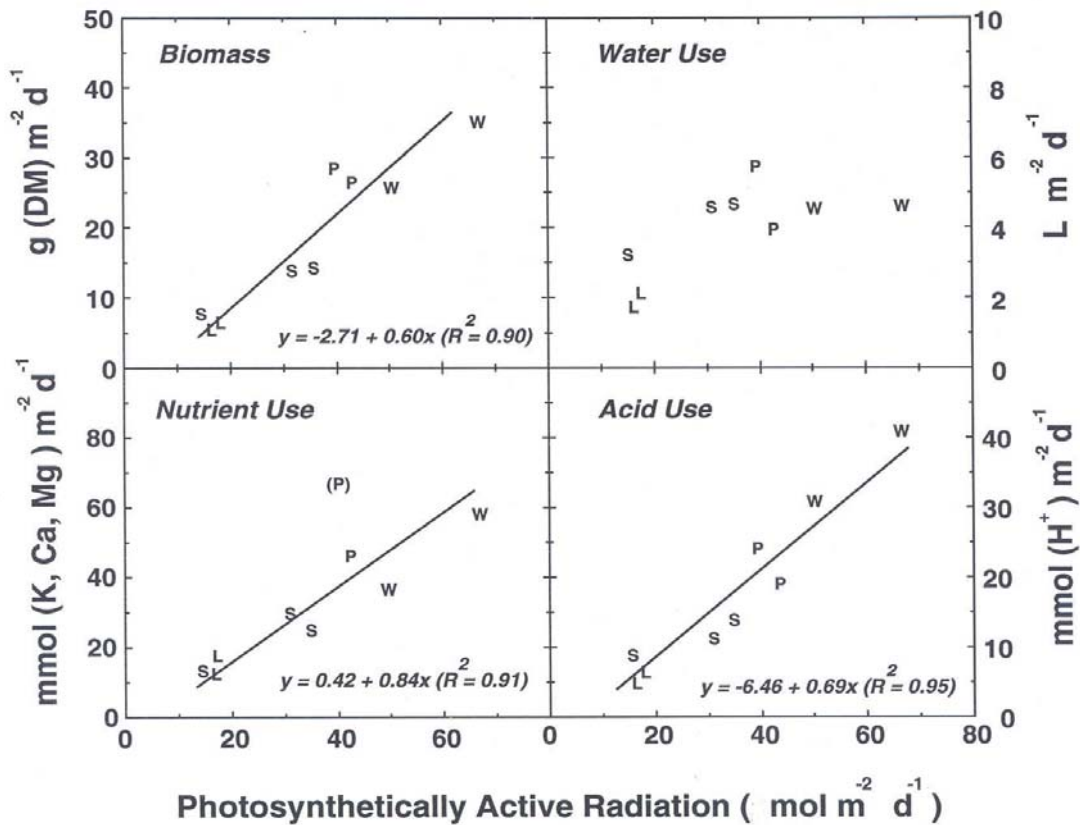 Biomass
g (DM) m⁻² d⁻¹
50
40
30
20
10
0
P
P
W
W
S
S
S
L
L
y = -2.71 + 0.60x (R² = 0.90)
Water Use
L m⁻² d⁻¹
10
8
6
4
2
0
P
S
S
P
W
W
S
L
L
Nutrient Use
mmol (K, Ca, Mg ) m⁻² d⁻¹
80
60
40
20
0
(P)
P
W
W
S
S
L
S
L
y = 0.42 + 0.84x (R² = 0.91)
0
20
40
60
Acid Use
mmol (H⁺) m⁻² d⁻¹
40
30
20
10
0
W
W
P
P
S
S
S
L
L
y = -6.46 + 0.69x (R² = 0.95)
20
40
60
80
Photosynthetically Active Radiation ( mol m⁻² d⁻¹)